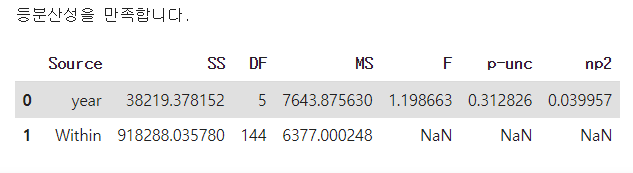 등분산성을 만족합니다.
Source SS DF MS F p-unc np2
0 year 38219.378152 5 7643.875630 1.198663 0.312826 0.039957
1 Within 918288.035780 144 6377.000248 NaN NaN NaN